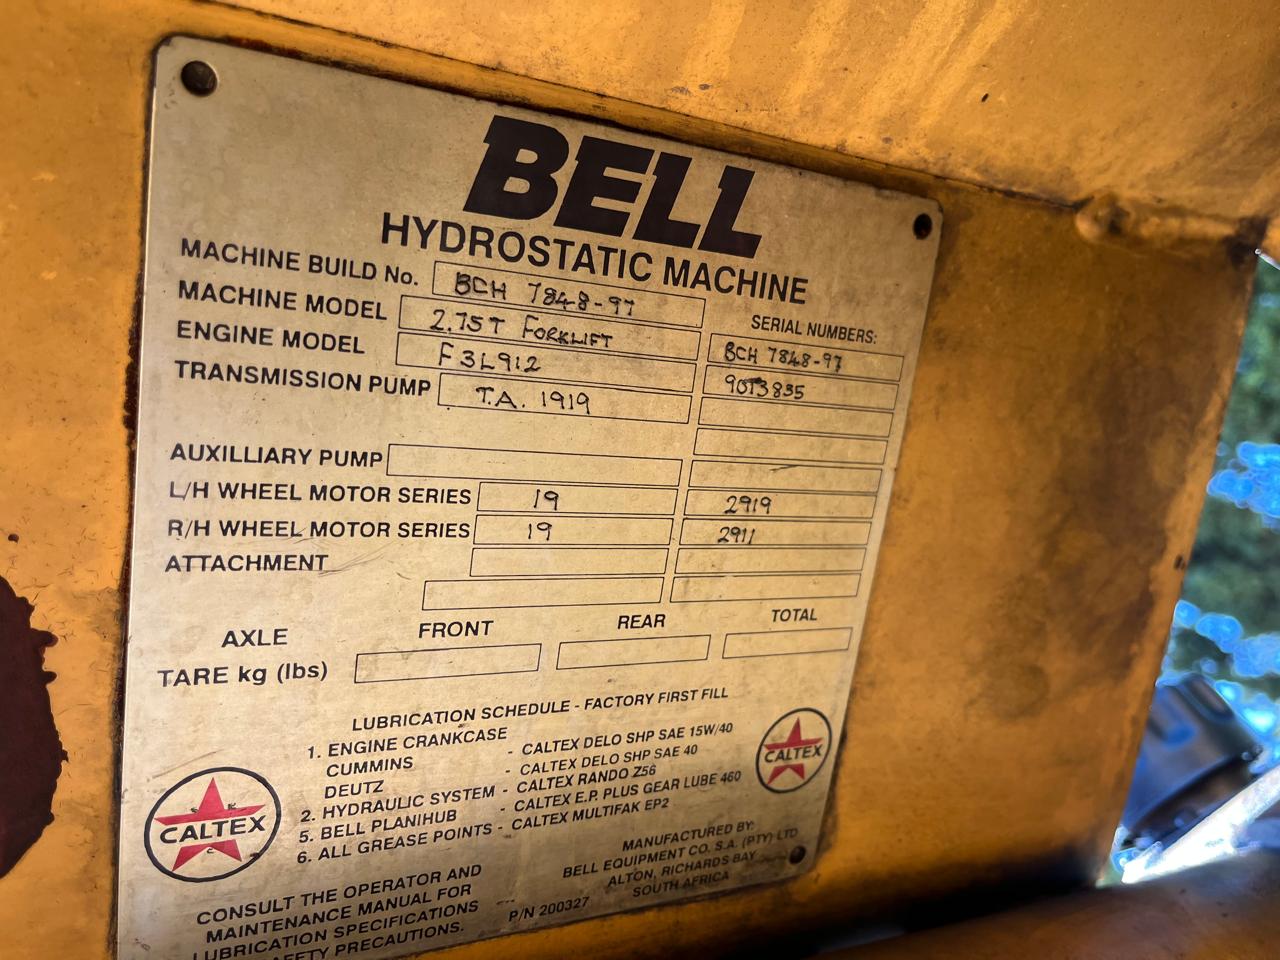 BELL
HYDROSTATIC MACHINE
MACHINE BUILD No. BCH 7848-97
SERIAL NUMBERS:
MACHINE MODEL 2.75T FORKLIFT BCH 7848-97
ENGINE MODEL F3L912 90T3835
TRANSMISSION PUMP T.A. 1919
AUXILLIARY PUMP
L/H WHEEL MOTOR SERIES 19 2919
R/H WHEEL MOTOR SERIES 19 2911
ATTACHMENT
AXLE FRONT REAR TOTAL
TARE kg (lbs)
LUBRICATION SCHEDULE - FACTORY FIRST FILL
1. ENGINE CRANKCASE
CUMMINS - CALTEX DELO SHP SAE 15W/40
DEUTZ - CALTEX DELO SHP SAE 40
2. HYDRAULIC SYSTEM - CALTEX RANDO Z56
5. BELL PLANIHUB - CALTEX E.P. PLUS GEAR LUBE 460
6. ALL GREASE POINTS - CALTEX MULTIFAK EP2
CALTEX
CALTEX
CONSULT THE OPERATOR AND
MAINTENANCE MANUAL FOR
LUBRICATION SPECIFICATIONS
SAFETY PRECAUTIONS.
P/N 200327
MANUFACTURED BY:
BELL EQUIPMENT CO. S.A. (PTY) LTD
ALTON, RICHARDS BAY
SOUTH AFRICA